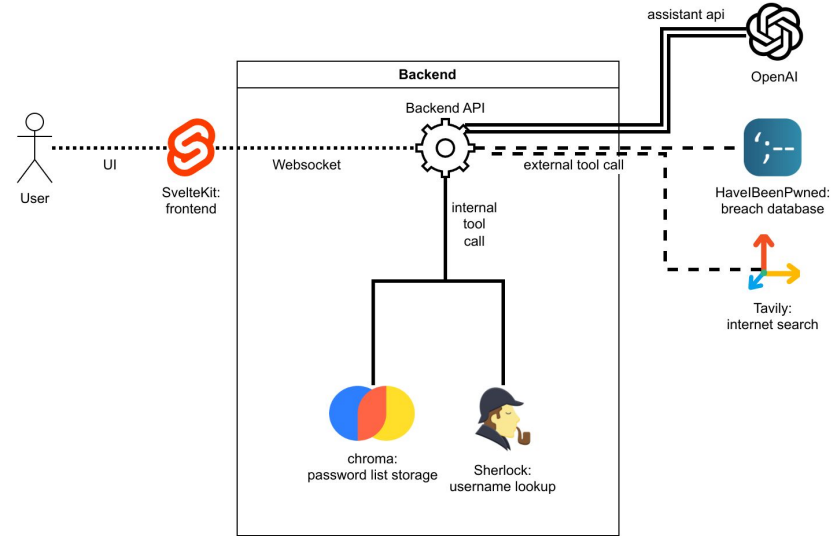 assistant api
OpenAI
Backend
Backend API
User
UI
SvelteKit:
frontend
Websocket
external tool call
HaveIBeenPwned:
breach database
internal
tool
call
Tavily:
internet search
chroma:
password list storage
Sherlock:
username lookup